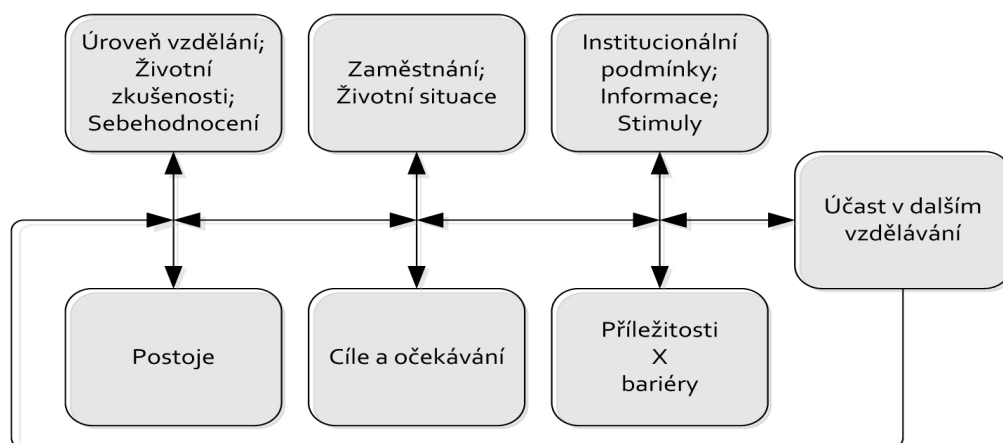 Úroveň vzdělání;
Životní
zkušenosti;
Sebehodnocení
Zaměstnání;
Životní situace
Institucionální
podmínky;
Informace;
Stimuly
Účast v dalším
vzdělávání
Postoje
Cíle a očekávání
Příležitosti
X
bariéry